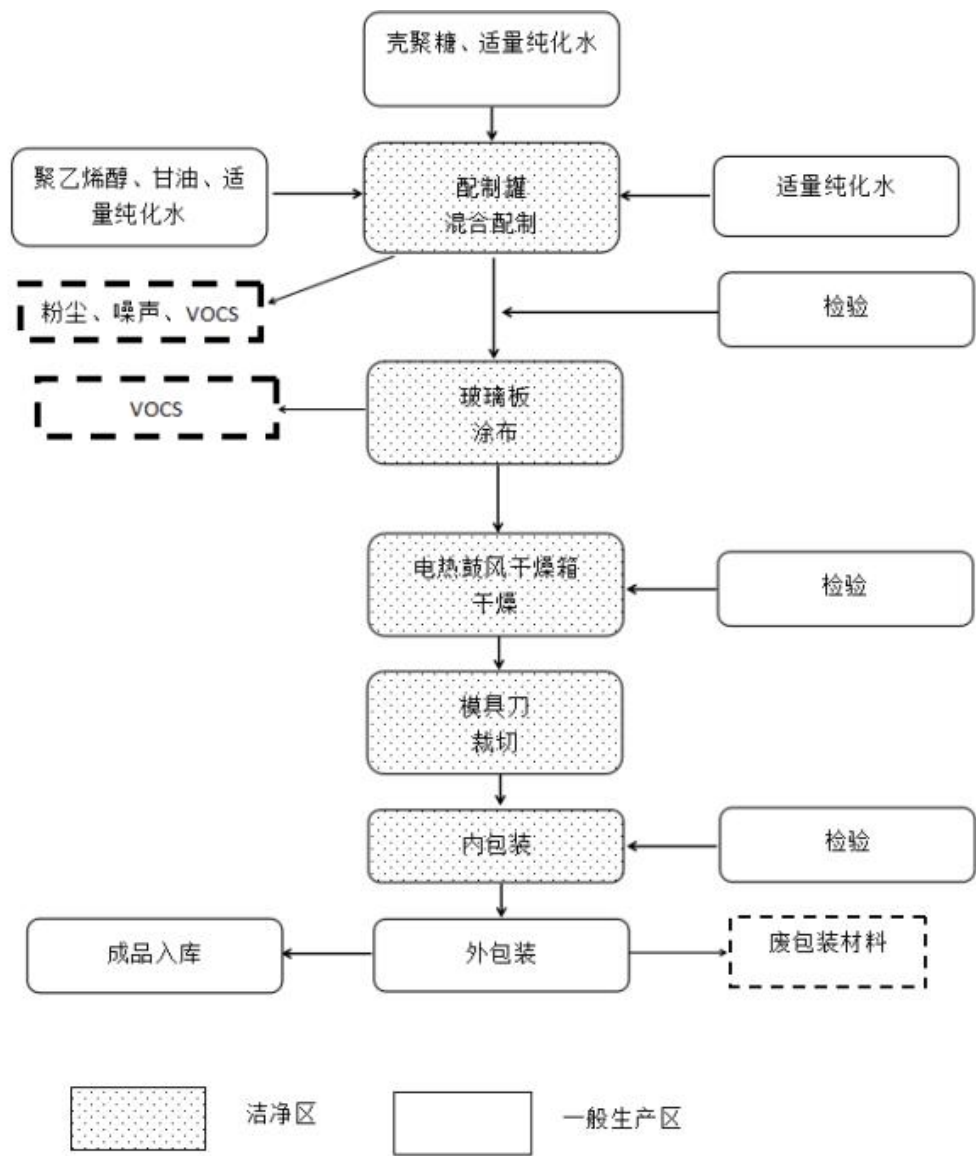 壳聚糖、适量纯化水
聚乙烯醇、甘油、适
量纯化水
配制罐
混合配制
适量纯化水
粉尘、噪声、VOCS
检验
VOCS
玻璃板
涂布
电热鼓风干燥箱
干燥
检验
模具刀
裁切
内包装
检验
成品入库
外包装
废包装材料
洁净区
一般生产区